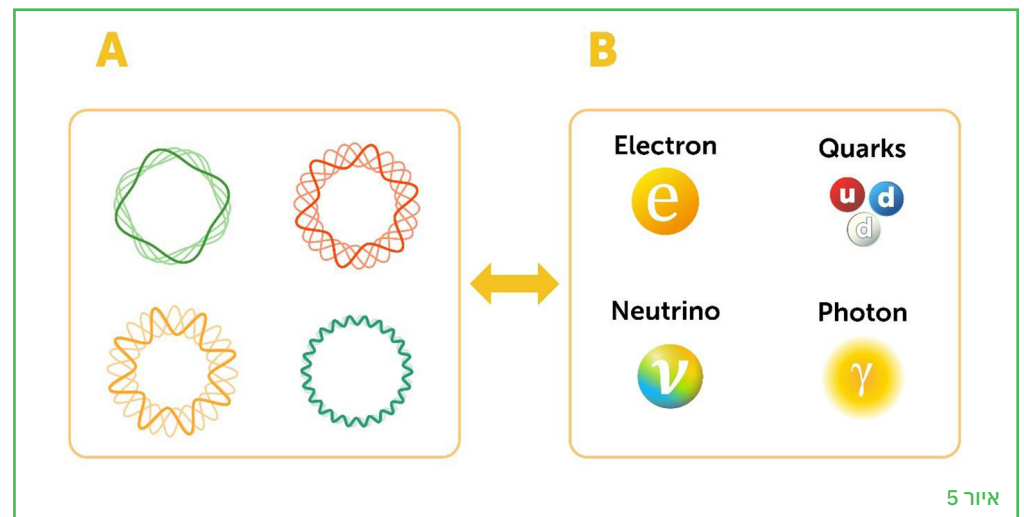 A
B
Electron
e
Quarks
u
d
d
Neutrino
ν
Photon
γ
איור 5